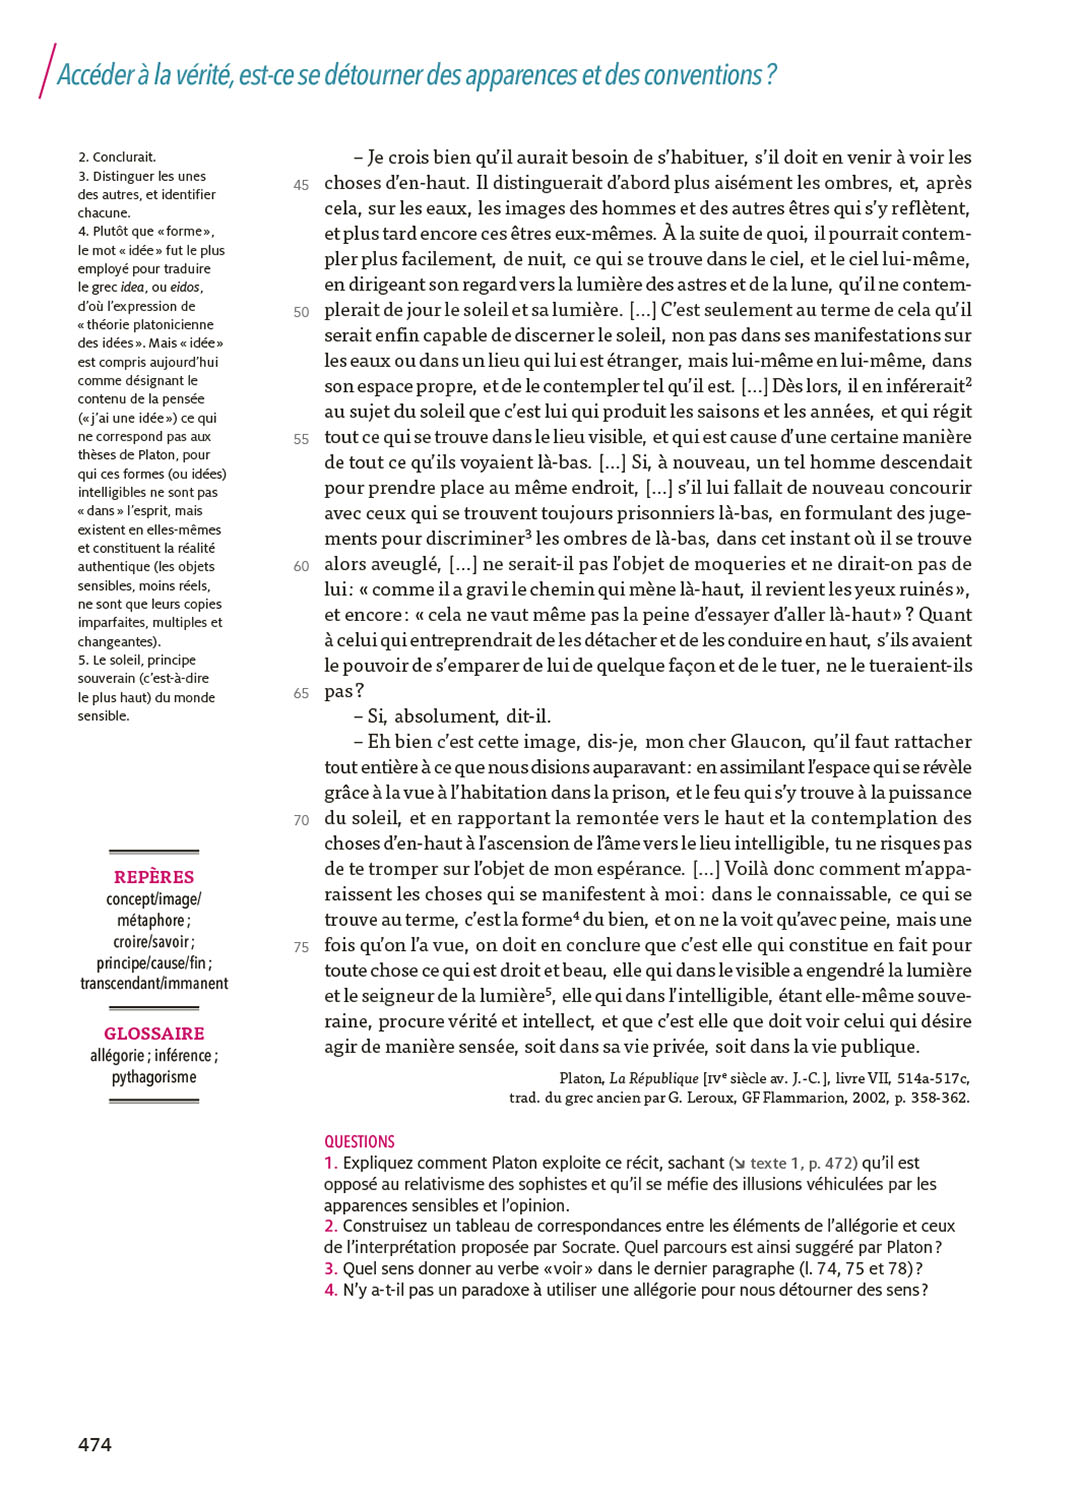 Accéder à la vérité, est-ce se détourner des apparences et des conventions ?
2. Conclurait.
3. Distinguer les unes
des autres, et identifier
chacune.
4. Plutôt que « forme »,
le mot « idée » fut le plus
employé pour traduire
le grec idea, ou eidos,
d’où l’expression de
« théorie platonicienne
des idées ». Mais « idée »
est compris aujourd’hui
comme désignant le
contenu de la pensée
(« j’ai une idée ») ce qui
ne correspond pas aux
thèses de Platon, pour
qui ces formes (ou idées)
intelligibles ne sont pas
« dans » l’esprit, mais
existent en elles-mêmes
et constituent la réalité
authentique (les objets
sensibles, moins réels,
ne sont que leurs copies
imparfaites, multiples et
changeantes).
5. Le soleil, principe
souverain (c’est-à-dire
le plus haut) du monde
sensible.
REPÈRES
concept/image/
métaphore ;
croire/savoir ;
principe/cause/fin ;
transcendant/immanent
GLOSSAIRE
allégorie ; inférence ;
pythagorisme
– Je crois bien qu’il aurait besoin de s’habituer, s’il doit en venir à voir les
45 choses d’en-haut. Il distinguerait d’abord plus aisément les ombres, et, après
cela, sur les eaux, les images des hommes et des autres êtres qui s’y reflètent,
et plus tard encore ces êtres eux-mêmes. À la suite de quoi, il pourrait contem-
pler plus facilement, de nuit, ce qui se trouve dans le ciel, et le ciel lui-même,
en dirigeant son regard vers la lumière des astres et de la lune, qu’il ne contem-
50 plerait de jour le soleil et sa lumière. [...] C’est seulement au terme de cela qu’il
serait enfin capable de discerner le soleil, non pas dans ses manifestations sur
les eaux ou dans un lieu qui lui est étranger, mais lui-même en lui-même, dans
son espace propre, et de le contempler tel qu’il est. [...] Dès lors, il en inférerait²
au sujet du soleil que c’est lui qui produit les saisons et les années, et qui régit
55 tout ce qui se trouve dans le lieu visible, et qui est cause d’une certaine manière
de tout ce qu’ils voyaient là-bas. [...] Si, à nouveau, un tel homme descendait
pour prendre place au même endroit, [...] s’il lui fallait de nouveau concourir
avec ceux qui se trouvent toujours prisonniers là-bas, en formulant des juge-
ments pour discriminer³ les ombres de là-bas, dans cet instant où il se trouve
60 alors aveuglé, [...] ne serait-il pas l’objet de moqueries et ne dirait-on pas de
lui : « comme il a gravi le chemin qui mène là-haut, il revient les yeux ruinés »,
et encore : « cela ne vaut même pas la peine d’essayer d’aller là-haut » ? Quant
à celui qui entreprendrait de les détacher et de les conduire en haut, s’ils avaient
le pouvoir de s’emparer de lui de quelque façon et de le tuer, ne le tueraient-ils
65 pas ?
– Si, absolument, dit-il.
– Eh bien c’est cette image, dis-je, mon cher Glaucon, qu’il faut rattacher
tout entière à ce que nous disions auparavant : en assimilant l’espace qui se révèle
grâce à la vue à l’habitation dans la prison, et le feu qui s’y trouve à la puissance
70 du soleil, et en rapportant la remontée vers le haut et la contemplation des
choses d’en-haut à l’ascension de l’âme vers le lieu intelligible, tu ne risques pas
de te tromper sur l’objet de mon espérance. [...] Voilà donc comment m’appa-
raissent les choses qui se manifestent à moi : dans le connaissable, ce qui se
trouve au terme, c’est la forme⁴ du bien, et on ne la voit qu’avec peine, mais une
75 fois qu’on l’a vue, on doit en conclure que c’est elle qui constitue en fait pour
toute chose ce qui est droit et beau, elle qui dans le visible a engendré la lumière
et le seigneur de la lumière⁵, elle qui dans l’intelligible, étant elle-même souve-
raine, procure vérité et intellect, et que c’est elle que doit voir celui qui désire
agir de manière sensée, soit dans sa vie privée, soit dans la vie publique.
Platon, La République [IVe siècle av. J.-C.], livre VII, 514a-517c,
trad. du grec ancien par G. Leroux, GF Flammarion, 2002, p. 358-362.
QUESTIONS
1. Expliquez comment Platon exploite ce récit, sachant (↘ texte 1, p. 472) qu’il est
opposé au relativisme des sophistes et qu’il se méfie des illusions véhiculées par les
apparences sensibles et l’opinion.
2. Construisez un tableau de correspondances entre les éléments de l’allégorie et ceux
de l’interprétation proposée par Socrate. Quel parcours est ainsi suggéré par Platon ?
3. Quel sens donner au verbe « voir » dans le dernier paragraphe (l. 74, 75 et 78) ?
4. N’y a-t-il pas un paradoxe à utiliser une allégorie pour nous détourner des sens ?
474